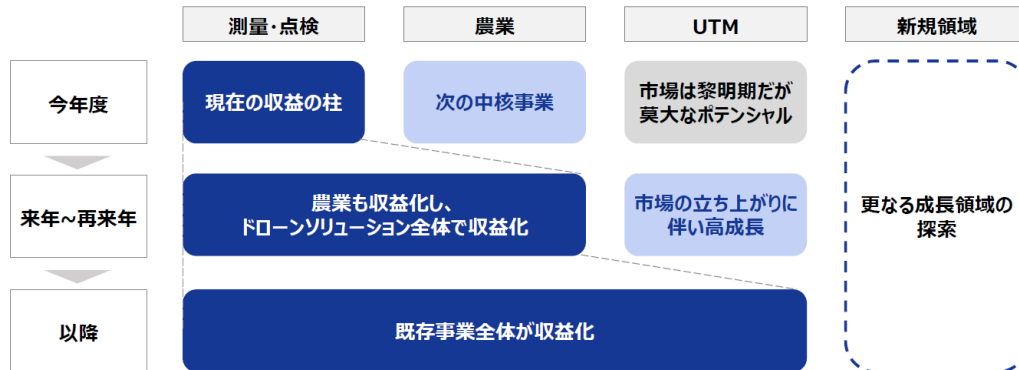 測量･点検
農業
UTM
新規領域
今年度
現在の収益の柱
次の中核事業
市場は黎明期だが
莫大なポテンシャル
来年~再来年
農業も収益化し、
ドローンソリューション全体で収益化
市場の立ち上がりに
伴い高成長
更なる成長領域の
探索
以降
既存事業全体が収益化